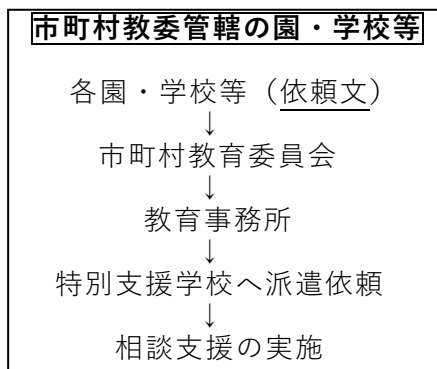 市町村教委管轄の園・学校等
各園・学校等（依頼文）
↓
市町村教育委員会
↓
教育事務所
↓
特別支援学校へ派遣依頼
↓
相談支援の実施